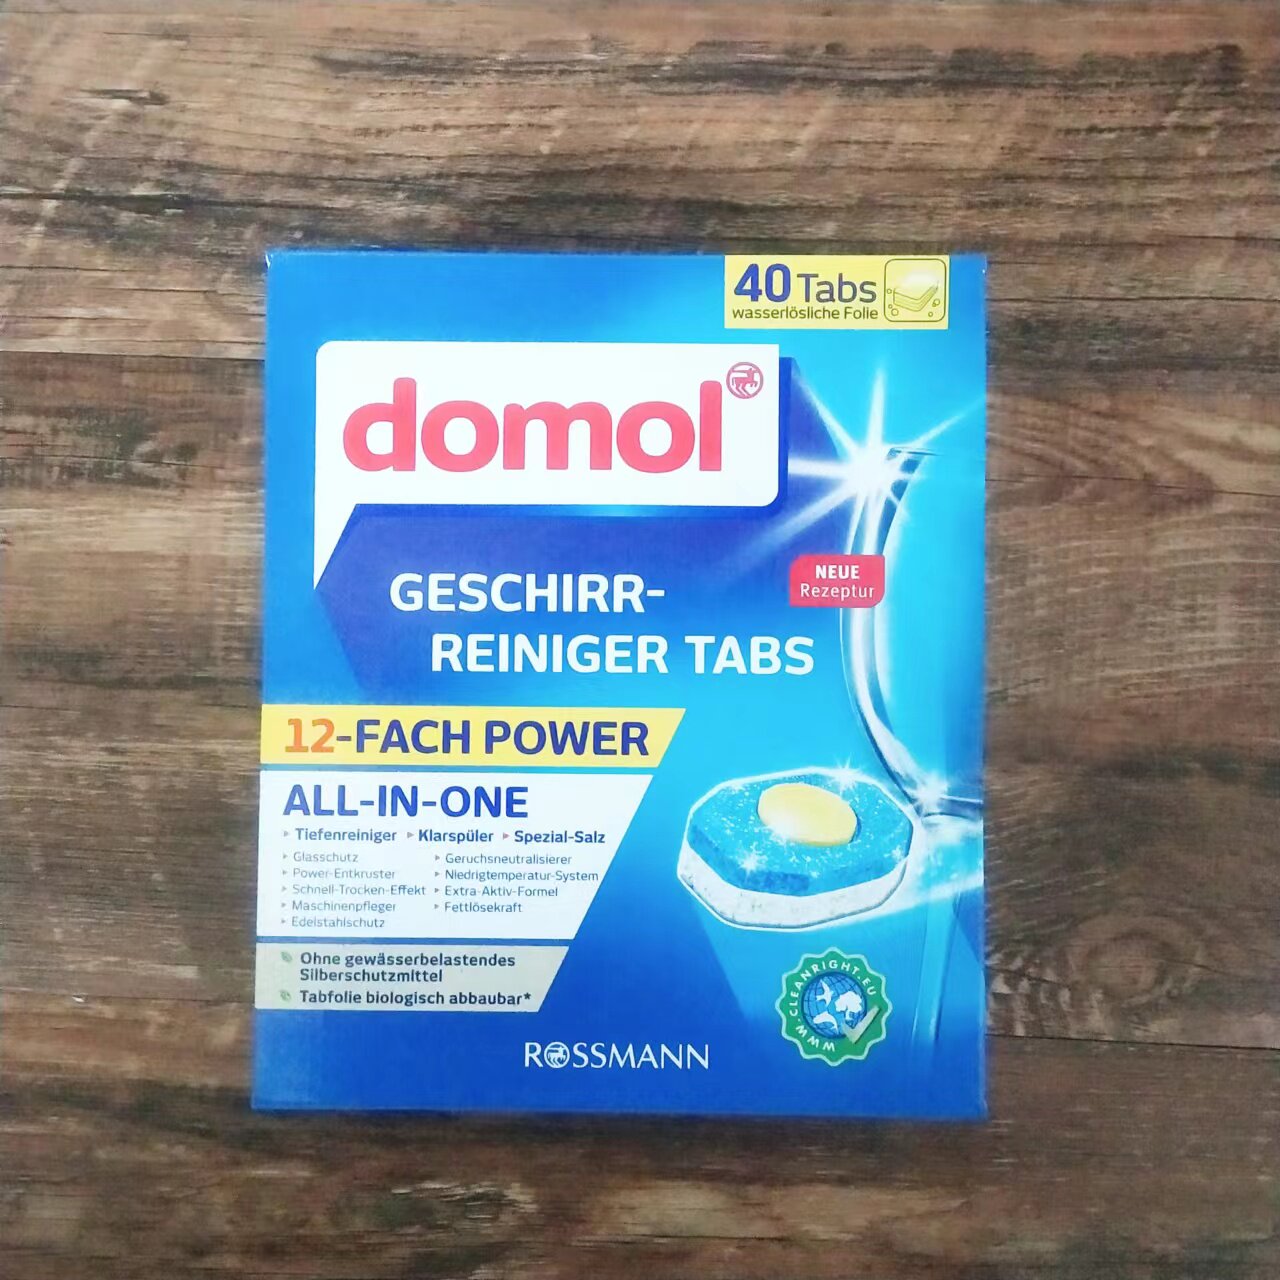 40 Tabs
wasserlösliche Folie
domol
NEUE
Rezeptur
GESCHIRR-
REINIGER TABS
12-FACH POWER
ALL-IN-ONE
Tiefenreiniger Klarspüler Spezial-Salz
Glasschutz Geruchsneutralisierer
Power-Entkruster Niedrigtemperatur-System
Schnell-Trocken-Effekt Extra-Aktiv-Formel
Maschinenpfleger Fettlösekraft
Edelstahlschutz
Ohne gewässerbelastendes
Silberschutzmittel
Tabfolie biologisch abbaubar*
WWW.CLEANRIGHT.EU
ROSSMANN